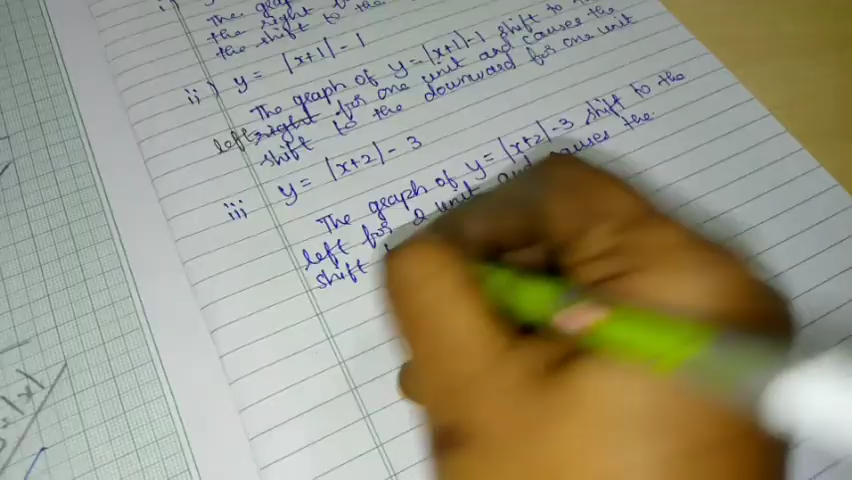 i)
The graph
the right
the shift to the
ii) y = |x+1| - 1
The graph of y = |x+1|-1 shift to
left right for one unit and causes the
shift to the downward for one unit
iii y = |x+2| - 3
The graph of y = |x+2|-3 shift to the
left for 2 unit and causes the
shift
|x|